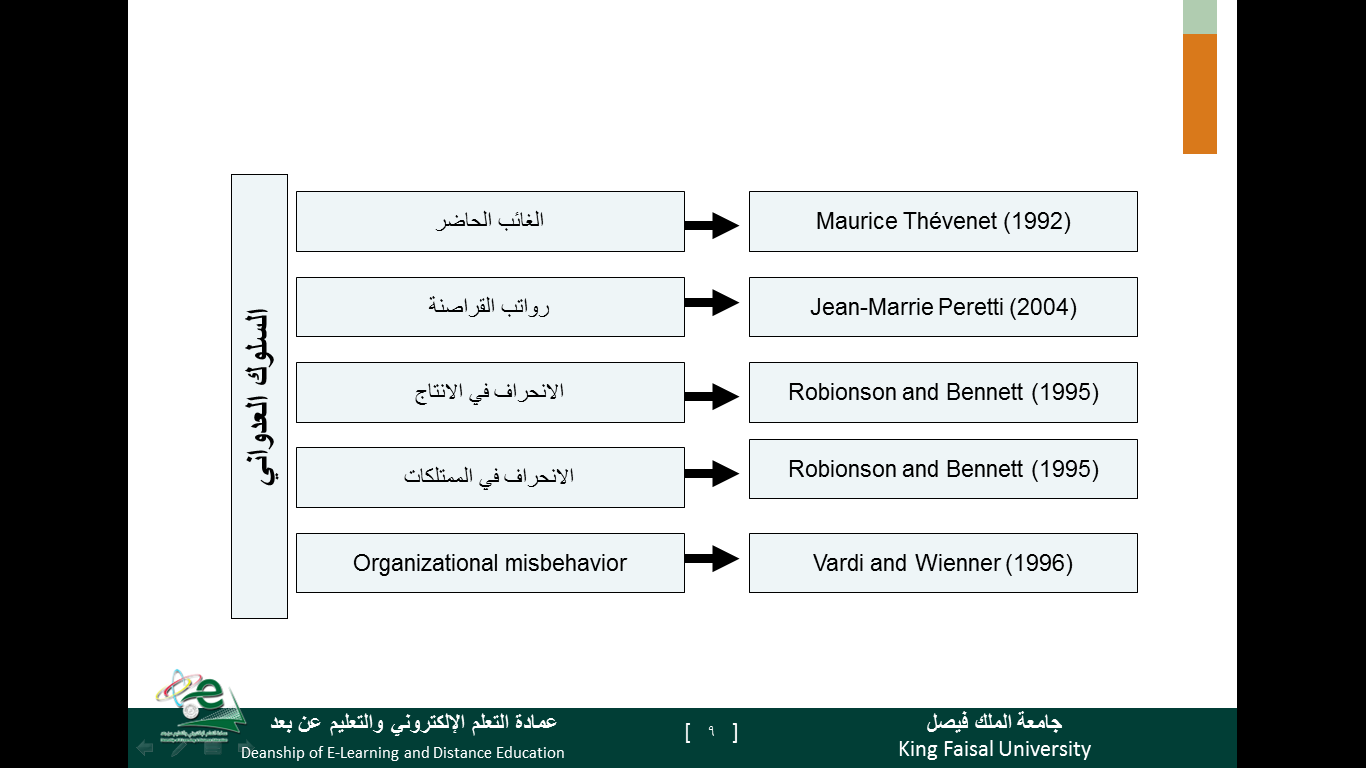 السلوك العدواني
الغائب الحاضر
Maurice Thévenet (1992)
رواتب القراصنة
Jean-Marrie Peretti (2004)
الانحراف في الانتاج
Robionson and Bennett (1995)
الانحراف في الممتلكات
Robionson and Bennett (1995)
Organizational misbehavior
Vardi and Wienner (1996)
جامعة الملك فيصل
King Faisal University
[ ٩ ]
عمادة التعلم الإلكتروني والتعليم عن بعد
Deanship of E-Learning and Distance Education